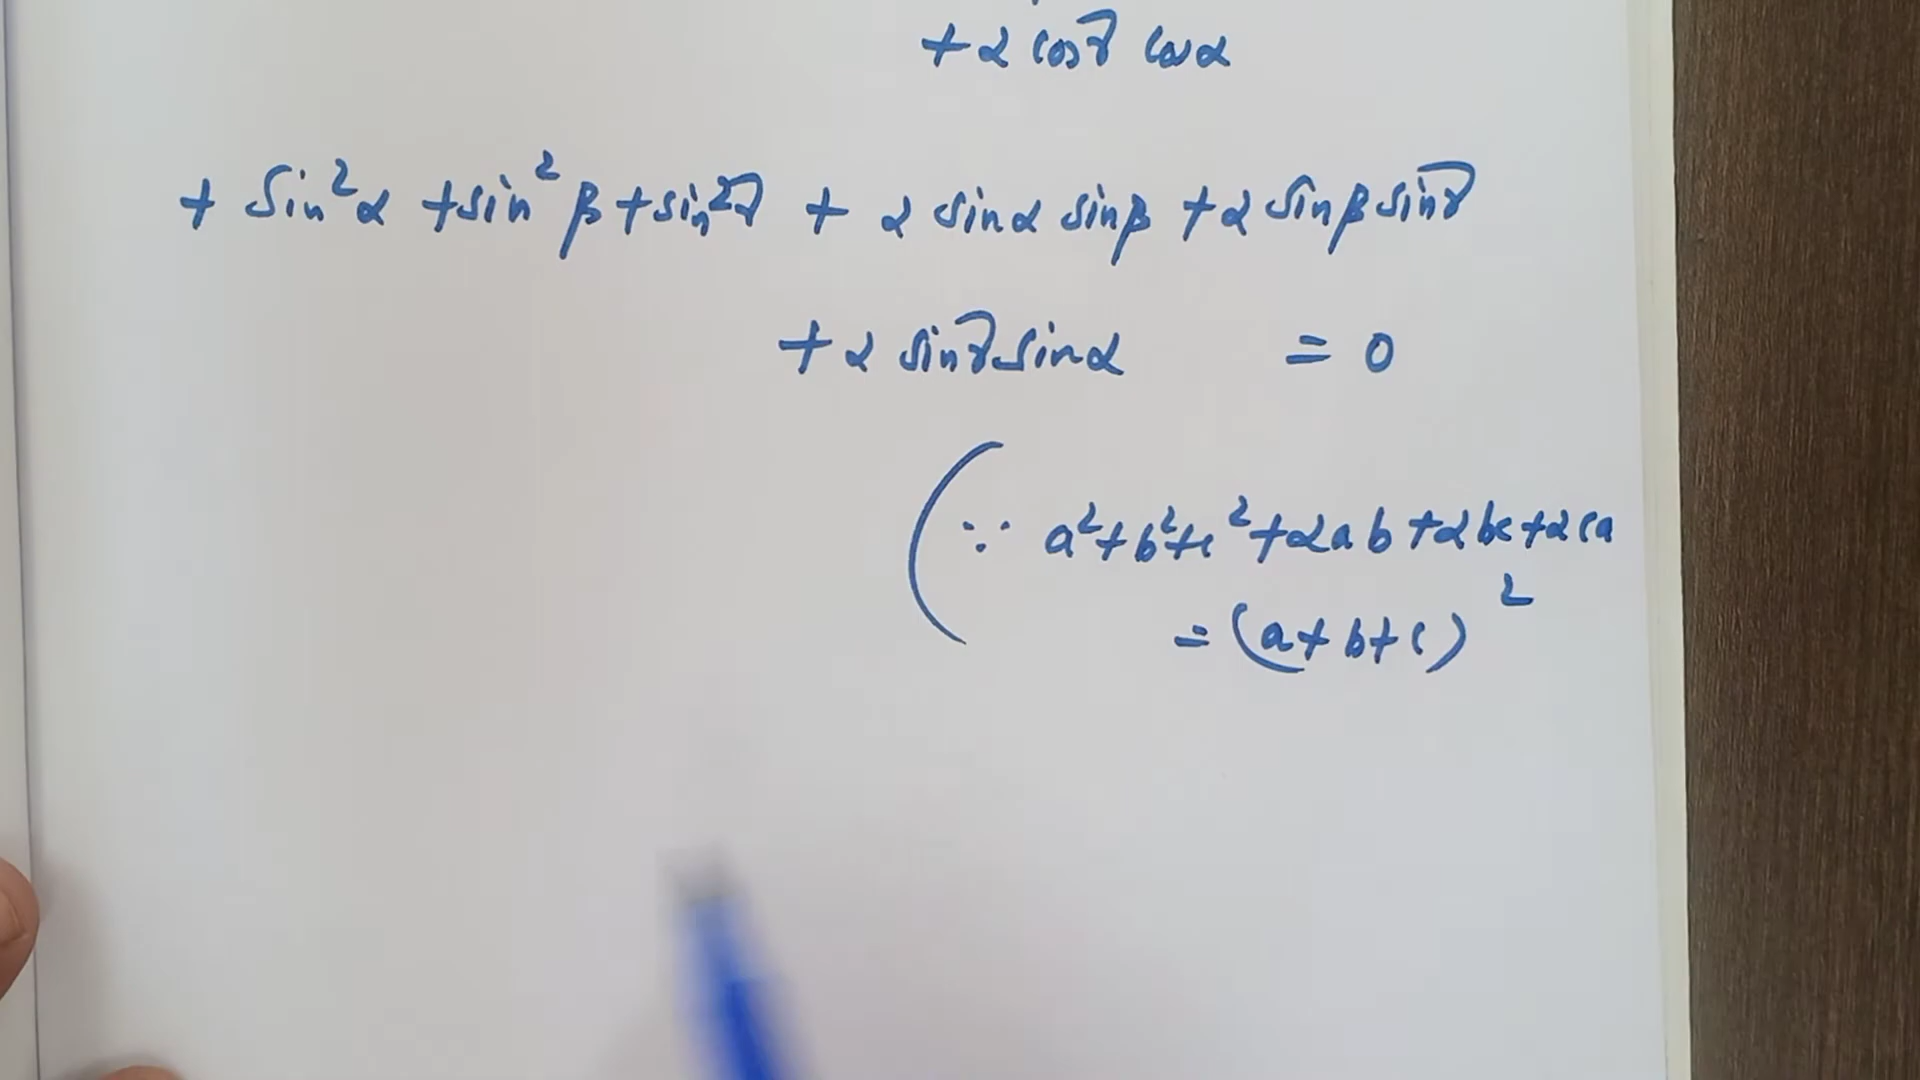 + 2 cosγ cosα
+ Sin²α + sin²β + sin²γ + 2 sinα sinβ + 2 sinβ sinγ
+ 2 sinγ sinα = 0
( ∵ a² + b² + c² + 2ab + 2bc + 2ca
= (a + b + c)²